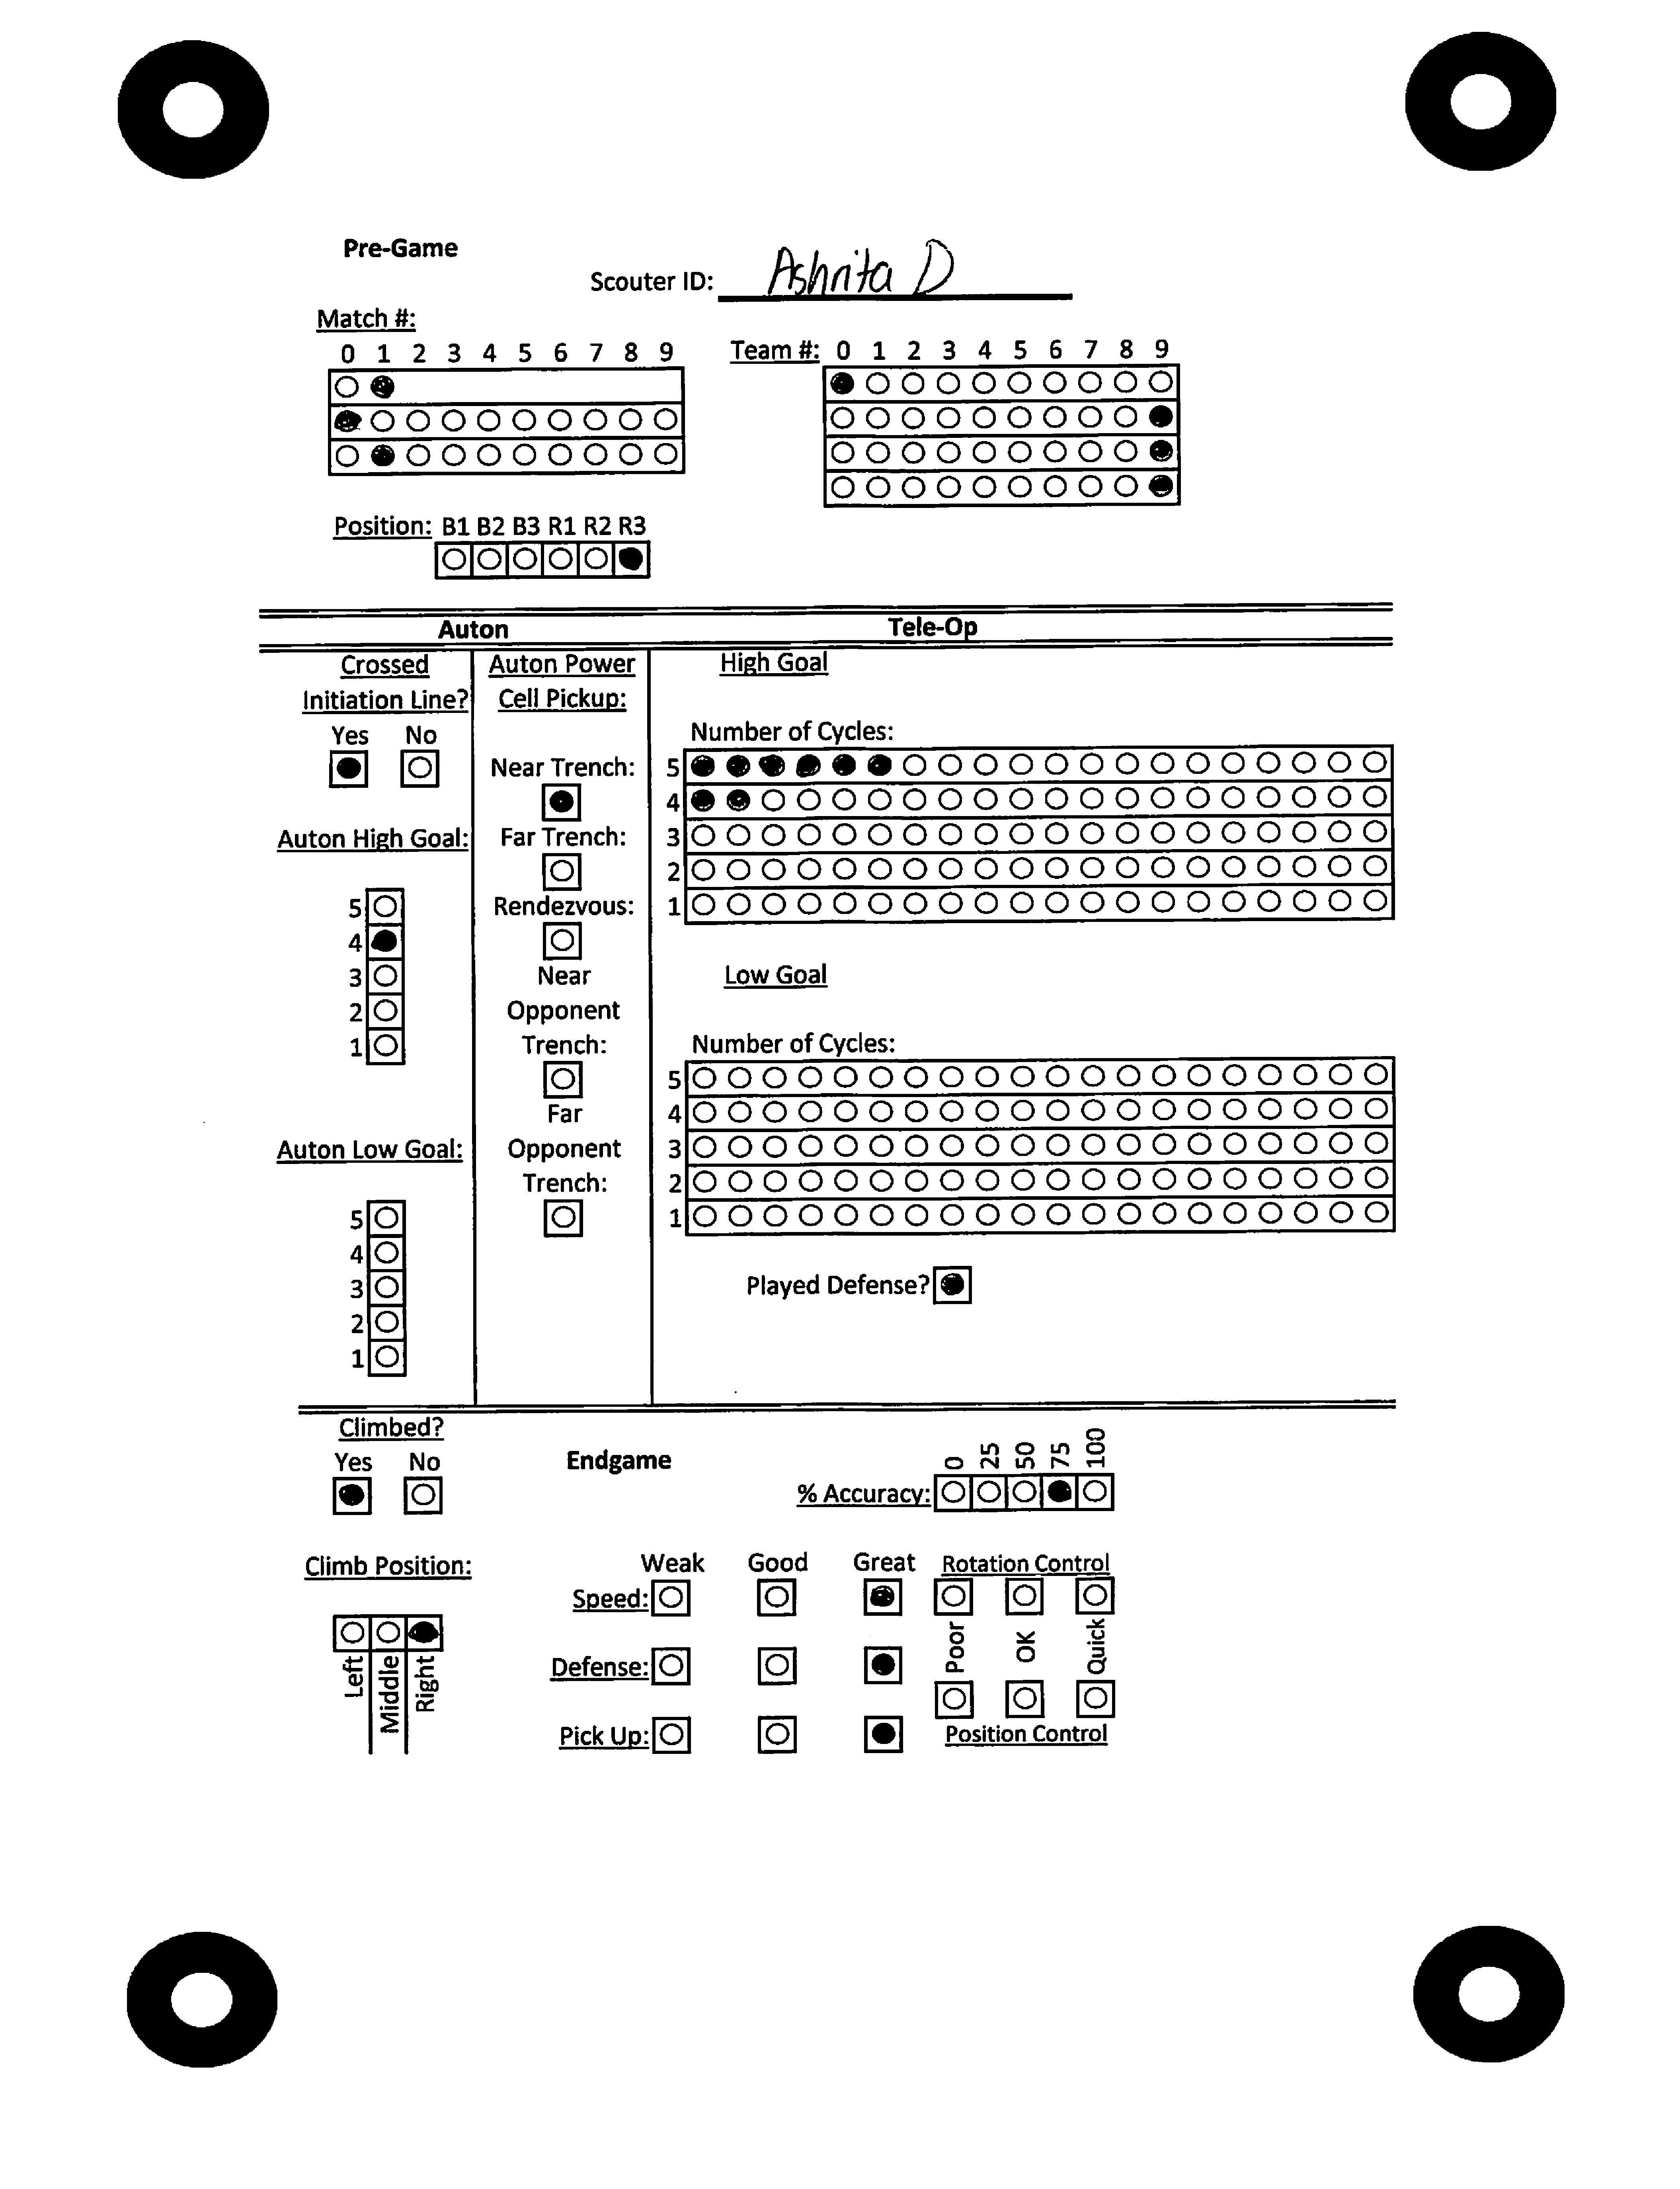 Pre-Game
Scouter ID: Ashrita D
Match #:
0 1 2 3 4 5 6 7 8 9
Team #: 0 1 2 3 4 5 6 7 8 9
Position: B1 B2 B3 R1 R2 R3
Auton
Tele-Op
Crossed
Initiation Line?
Yes No
Auton High Goal:
5
4
3
2
1
Auton Low Goal:
5
4
3
2
1
Auton Power
Cell Pickup:
Near Trench:
Far Trench:
Rendezvous:
Near
Opponent
Trench:
Far
Opponent
Trench:
High Goal
Number of Cycles:
5
4
3
2
1
Low Goal
Number of Cycles:
5
4
3
2
1
Played Defense?
Climbed?
Yes No
Climb Position:
Left
Middle
Right
Endgame
% Accuracy: 0 25 50 75 100
Weak Good Great
Speed:
Defense:
Pick Up:
Rotation Control
Poor OK Quick
Position Control